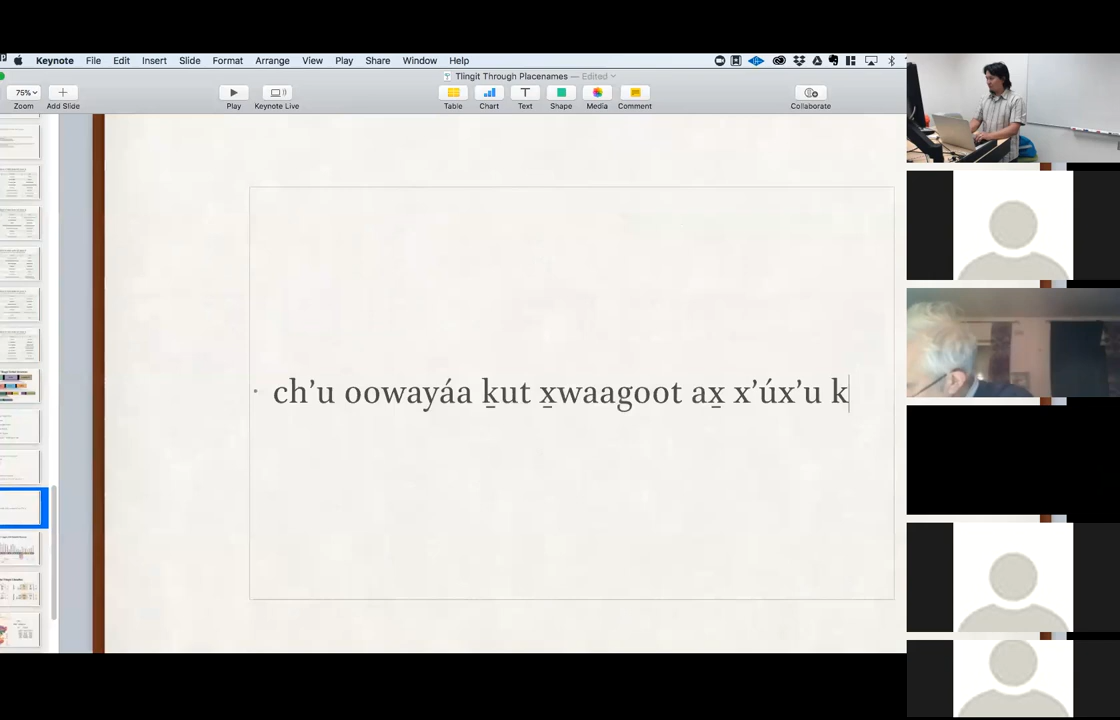 Keynote File Edit Insert Slide Format Arrange View Play Share Window Help
Tlingit Through Placenames — Edited
75%
Zoom Add Slide Play Keynote Live Table Chart Text Shape Media Comment Collaborate
• ch’u oowayáa ḵut x̱waagoot ax̱ x’úx’u k